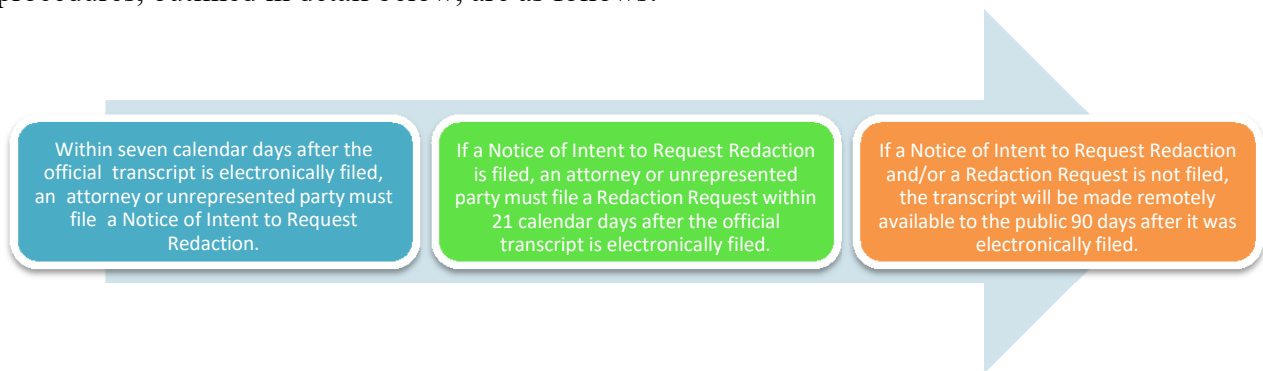 procedures, outlined in detail below, are as follows:
Within seven calendar days after the
official transcript is electronically filed,
an attorney or unrepresented party must
file a Notice of Intent to Request
Redaction.
If a Notice of Intent to Request Redaction
is filed, an attorney or unrepresented
party must file a Redaction Request within
21 calendar days after the official
transcript is electronically filed.
If a Notice of Intent to Request Redaction
and/or a Redaction Request is not filed,
the transcript will be made remotely
available to the public 90 days after it was
electronically filed.